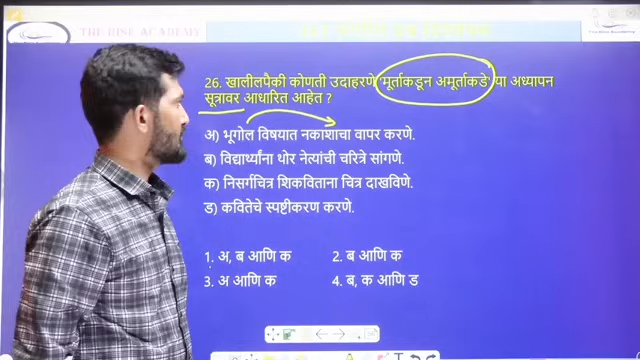 THE RISE ACADEMY
26. खालीलपैकी कोणती उदाहरणे 'मूर्ताकडून अमूर्ताकडे' या अध्यापन
सूत्रावर आधारित आहेत ?
अ) भूगोल विषयात नकाशाचा वापर करणे.
ब) विद्यार्थ्यांना थोर नेत्यांची चरित्रे सांगणे.
क) निसर्गचित्र शिकविताना चित्र दाखविणे.
ड) कवितेचे स्पष्टीकरण करणे.
1. अ, ब आणि क 2. ब आणि क
3. अ आणि क 4. ब, क आणि ड